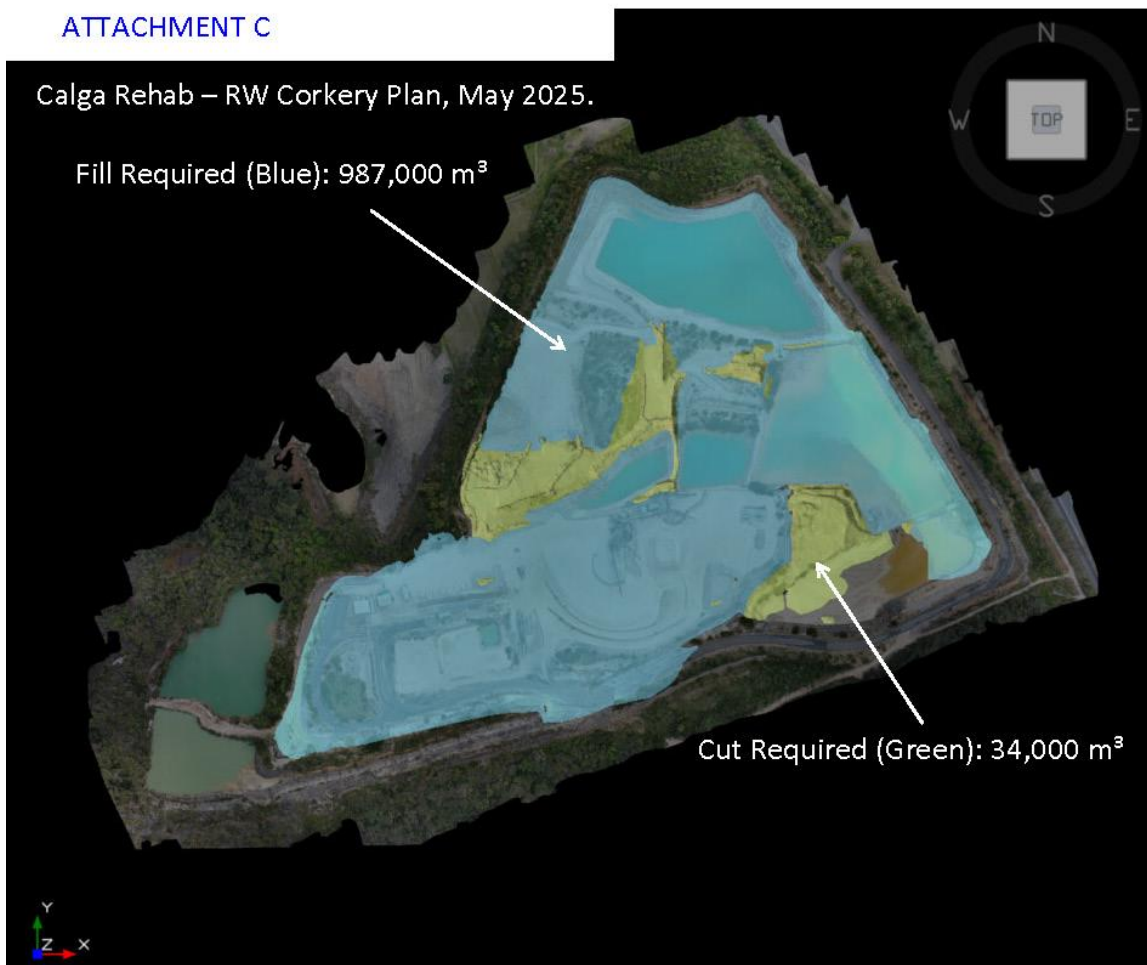 ATTACHMENT C
Calga Rehab – RW Corkery Plan, May 2025.
Fill Required (Blue): 987,000 m³
N
W TOP E
S
Cut Required (Green): 34,000 m³
Y
Z X